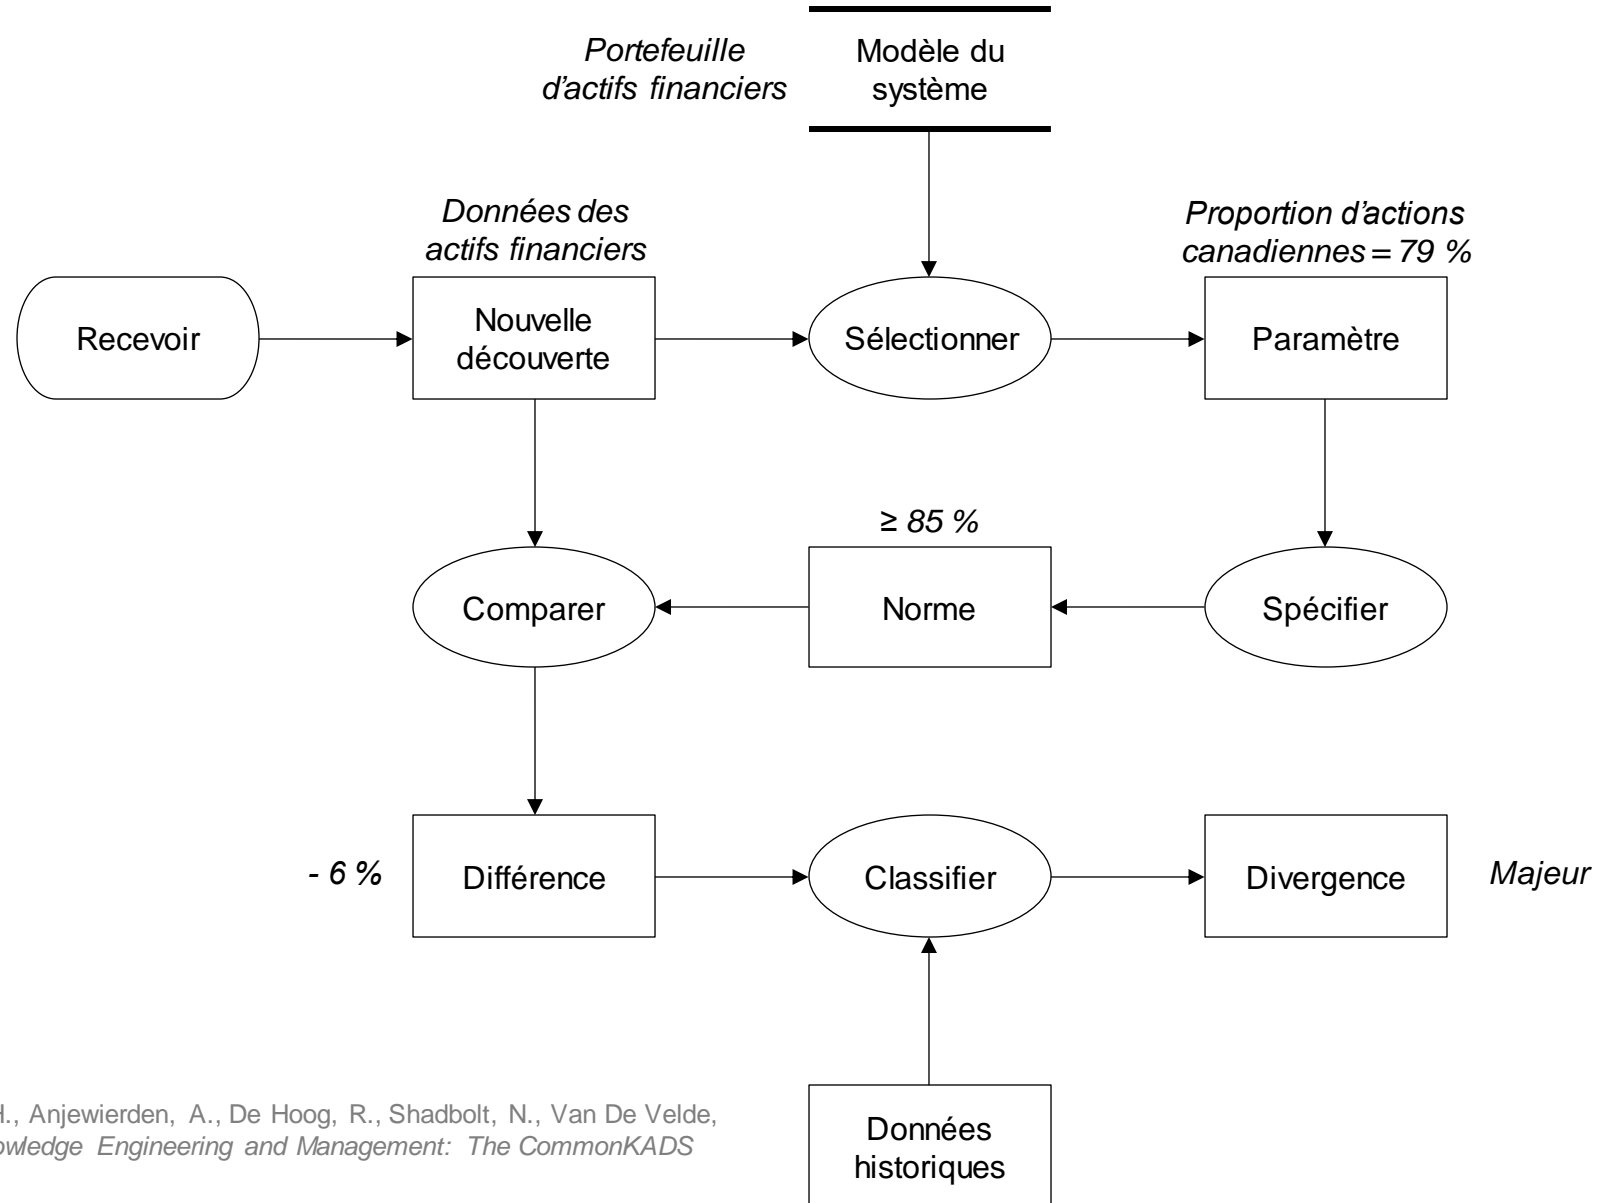 Portefeuille
d'actifs financiers
Modèle du
système
Données des
actifs financiers
Proportion d'actions
canadiennes = 79 %
Recevoir
Nouvelle
découverte
Sélectionner
Paramètre
≥ 85 %
Comparer
Norme
Spécifier
- 6 %
Différence
Classifier
Divergence
Majeur
H., Anjewierden, A., De Hoog, R., Shadbolt, N., Van De Velde,
owledge Engineering and Management: The CommonKADS
Données
historiques